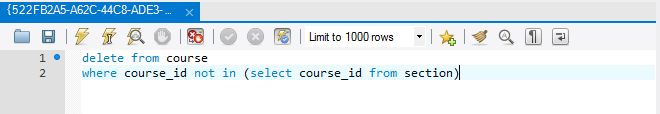 {522FB2A5-A62C-44C8-ADE3-...
Limit to 1000 rows
1 delete from course
2 where course_id not in (select course_id from section)